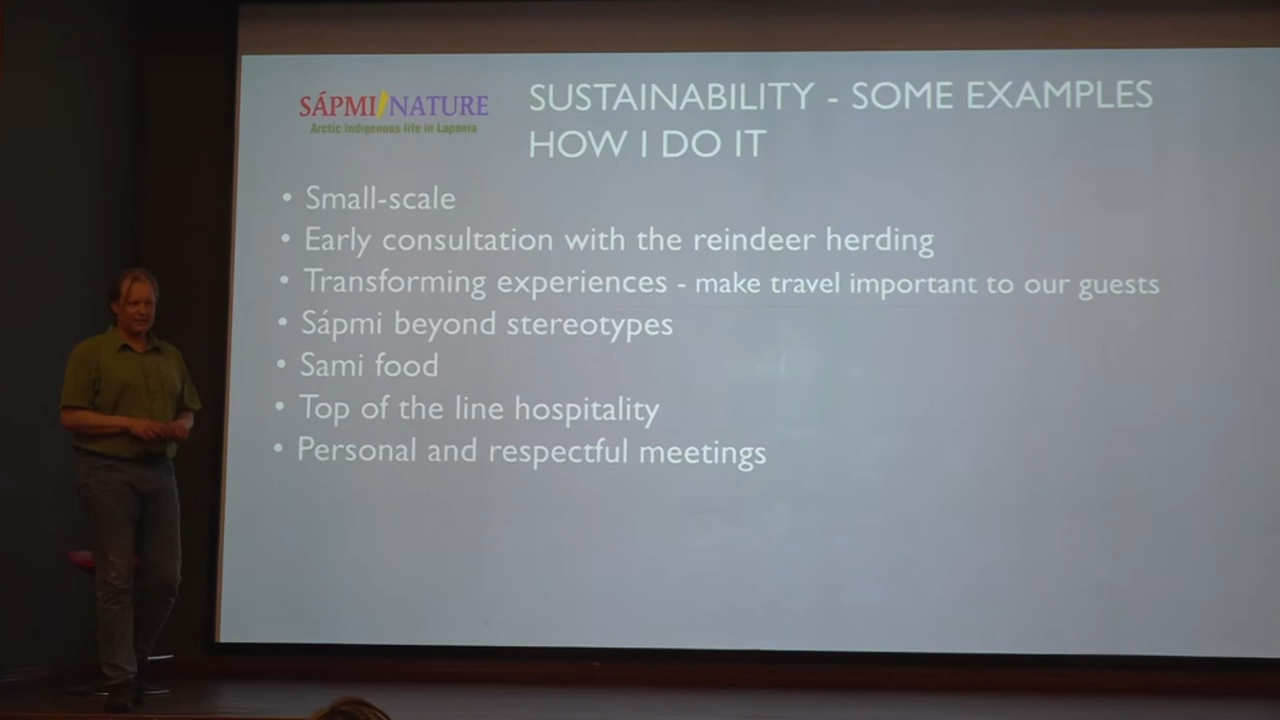 SÁPMI/NATURE
Arctic indigenous life in Laponia
SUSTAINABILITY - SOME EXAMPLES
HOW I DO IT
• Small-scale
• Early consultation with the reindeer herding
• Transforming experiences - make travel important to our guests
• Sápmi beyond stereotypes
• Sami food
• Top of the line hospitality
• Personal and respectful meetings